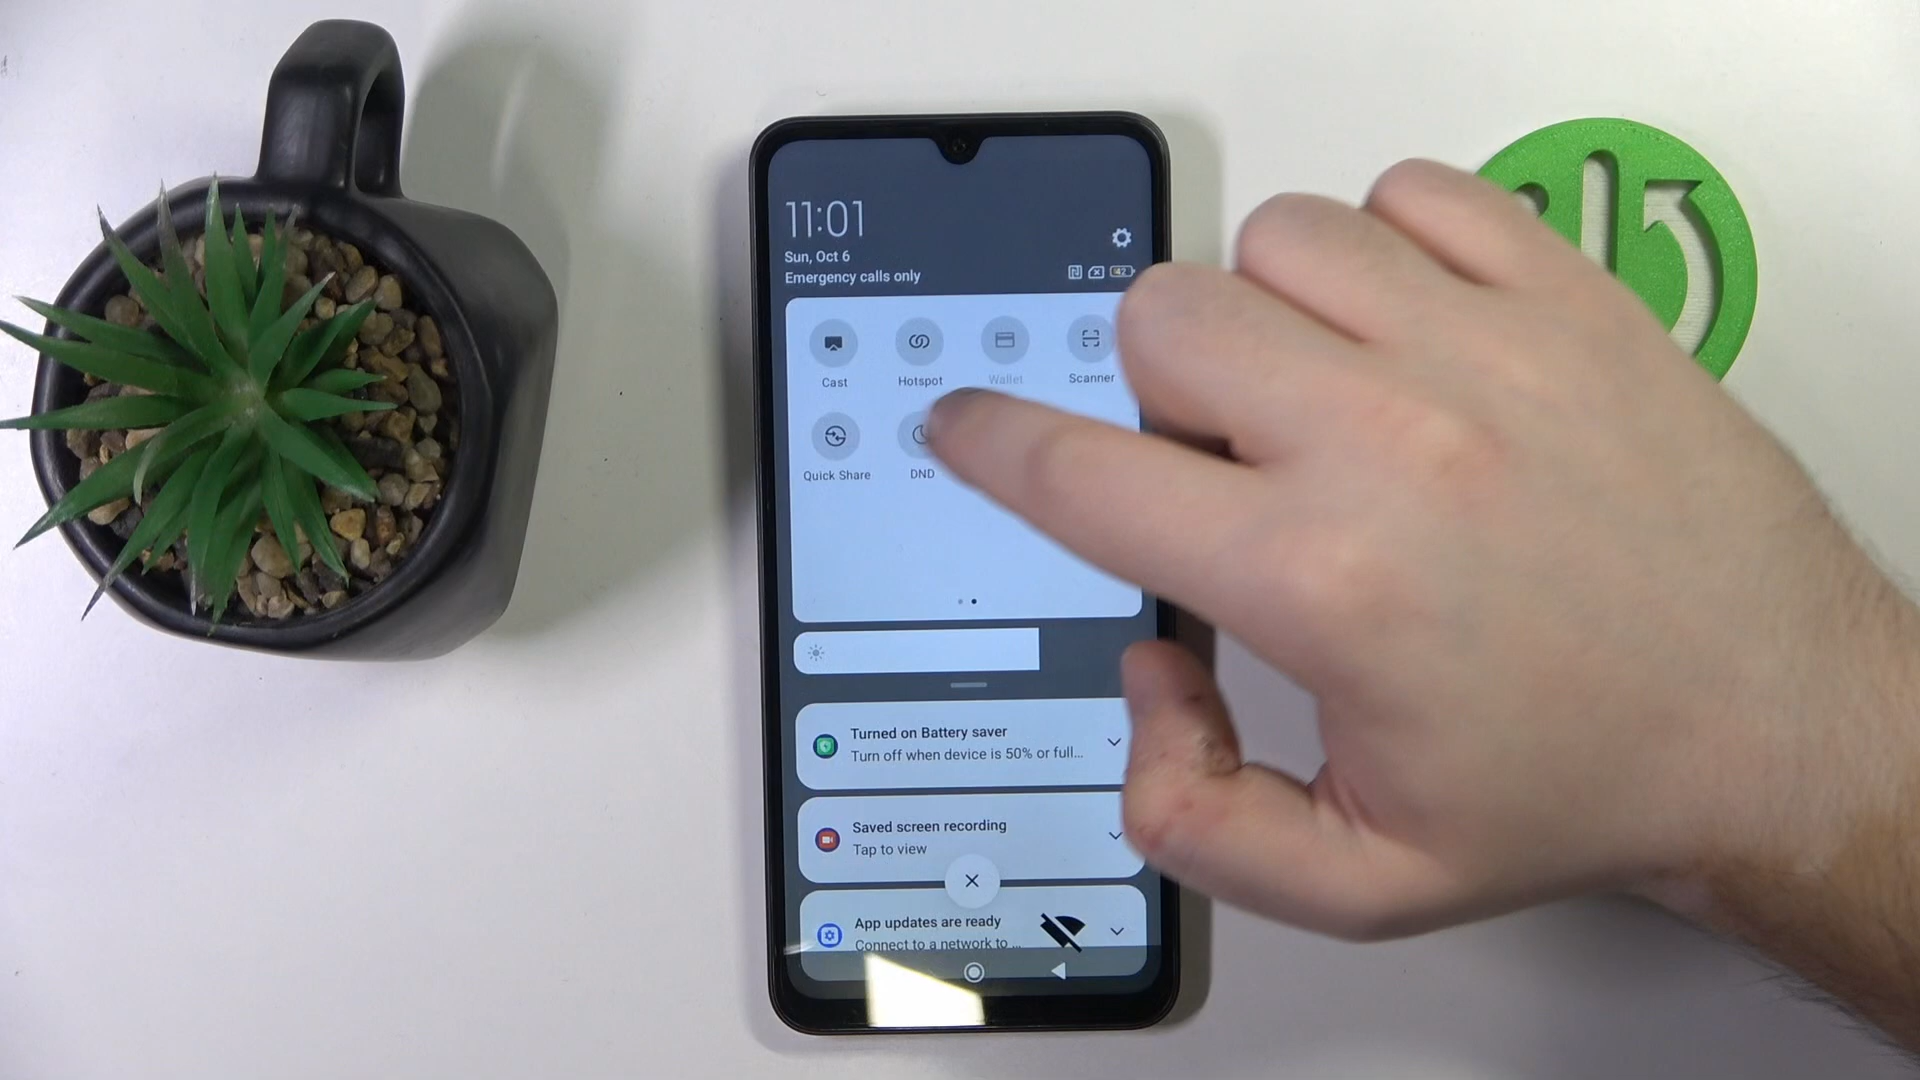 11:01
Sun, Oct 6
Emergency calls only
42
Cast
Hotspot
Wallet
Scanner
Quick Share
DND
Turned on Battery saver
Turn off when device is 50% or full...
Saved screen recording
Tap to view
App updates are ready
Connect to a network to ...